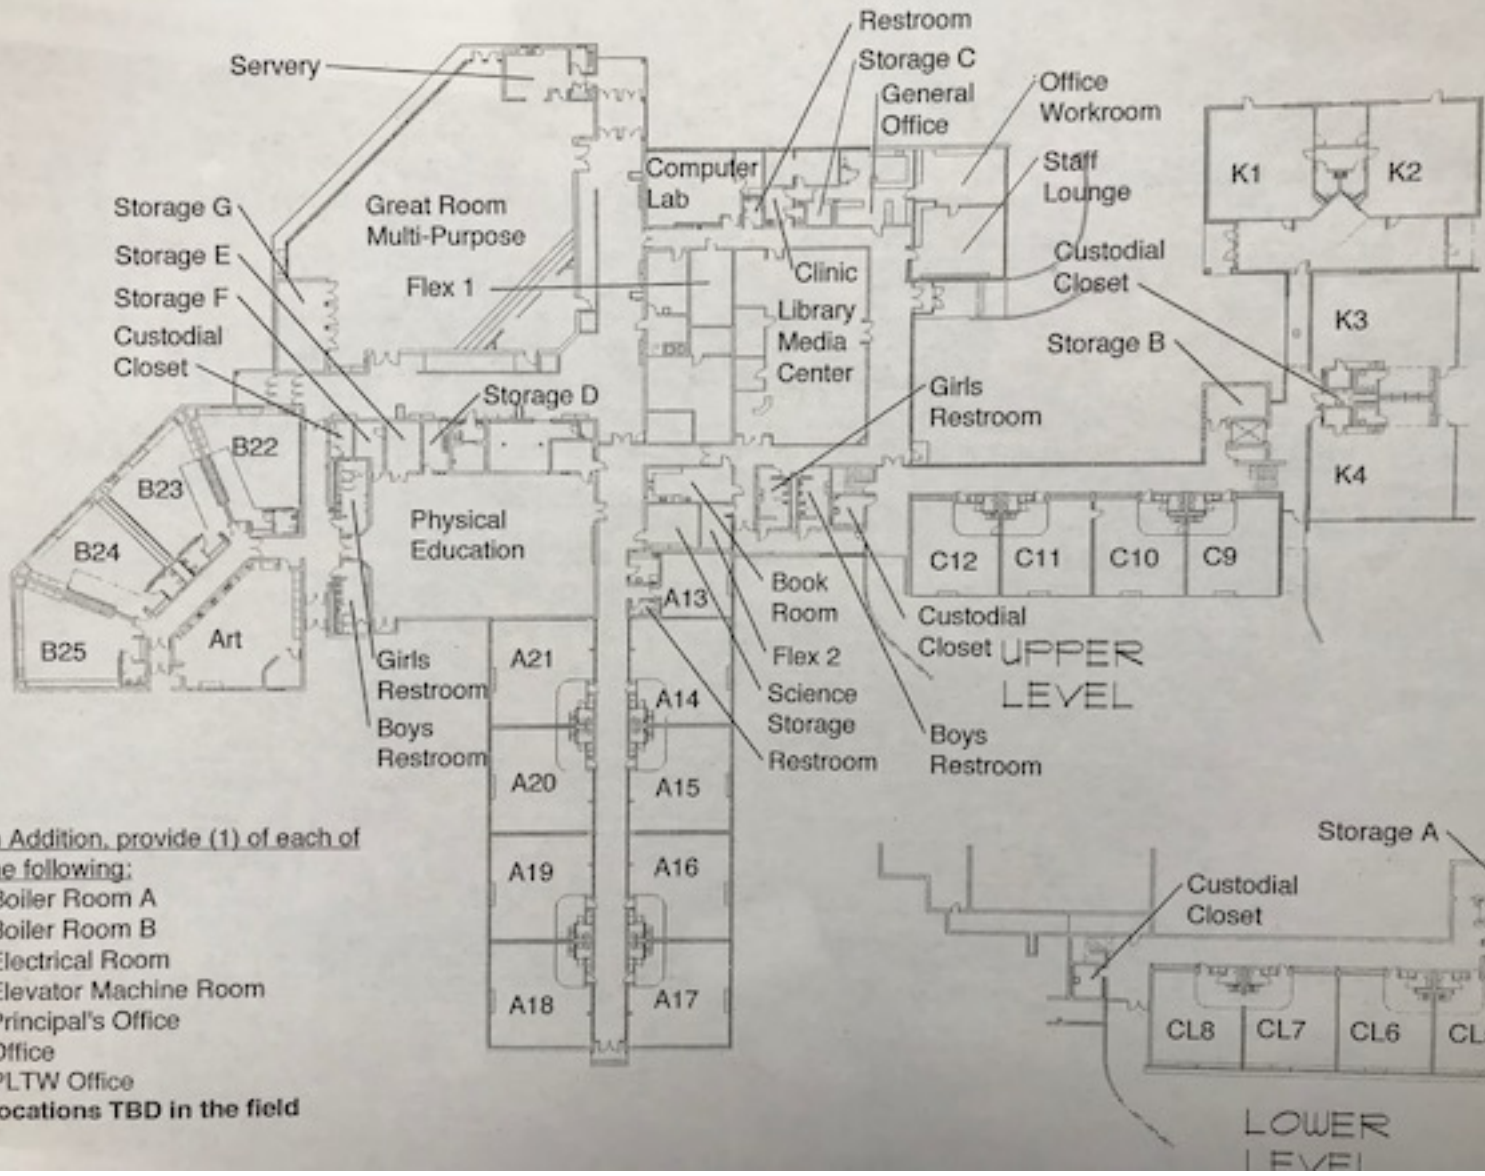 Restroom
Servery
Storage C
General
Office
Office
Workroom
Computer
Lab
Staff
Lounge
K1
K2
Storage G
Great Room
Multi-Purpose
Storage E
Flex 1
Clinic
Custodial
Closet
Storage F
Library
Media
Center
K3
Custodial
Closet
Storage B
Storage D
Girls
Restroom
B22
B23
B24
B25
Art
Physical
Education
K4
C12
C11
C10
C9
Book
Room
A13
Custodial
Closet
UPPER
LEVEL
Flex 2
Girls
Restroom
A21
A14
Science
Storage
Boys
Restroom
Boys
Restroom
Restroom
A20
A15
A19
A16
A18
A17
Addition, provide (1) of each of
e following:
Boiler Room A
Boiler Room B
Electrical Room
Elevator Machine Room
Principal's Office
Office
PLTW Office
ocations TBD in the field
Storage A
Custodial
Closet
CL8
CL7
CL6
CL
LOWER
LEVEL